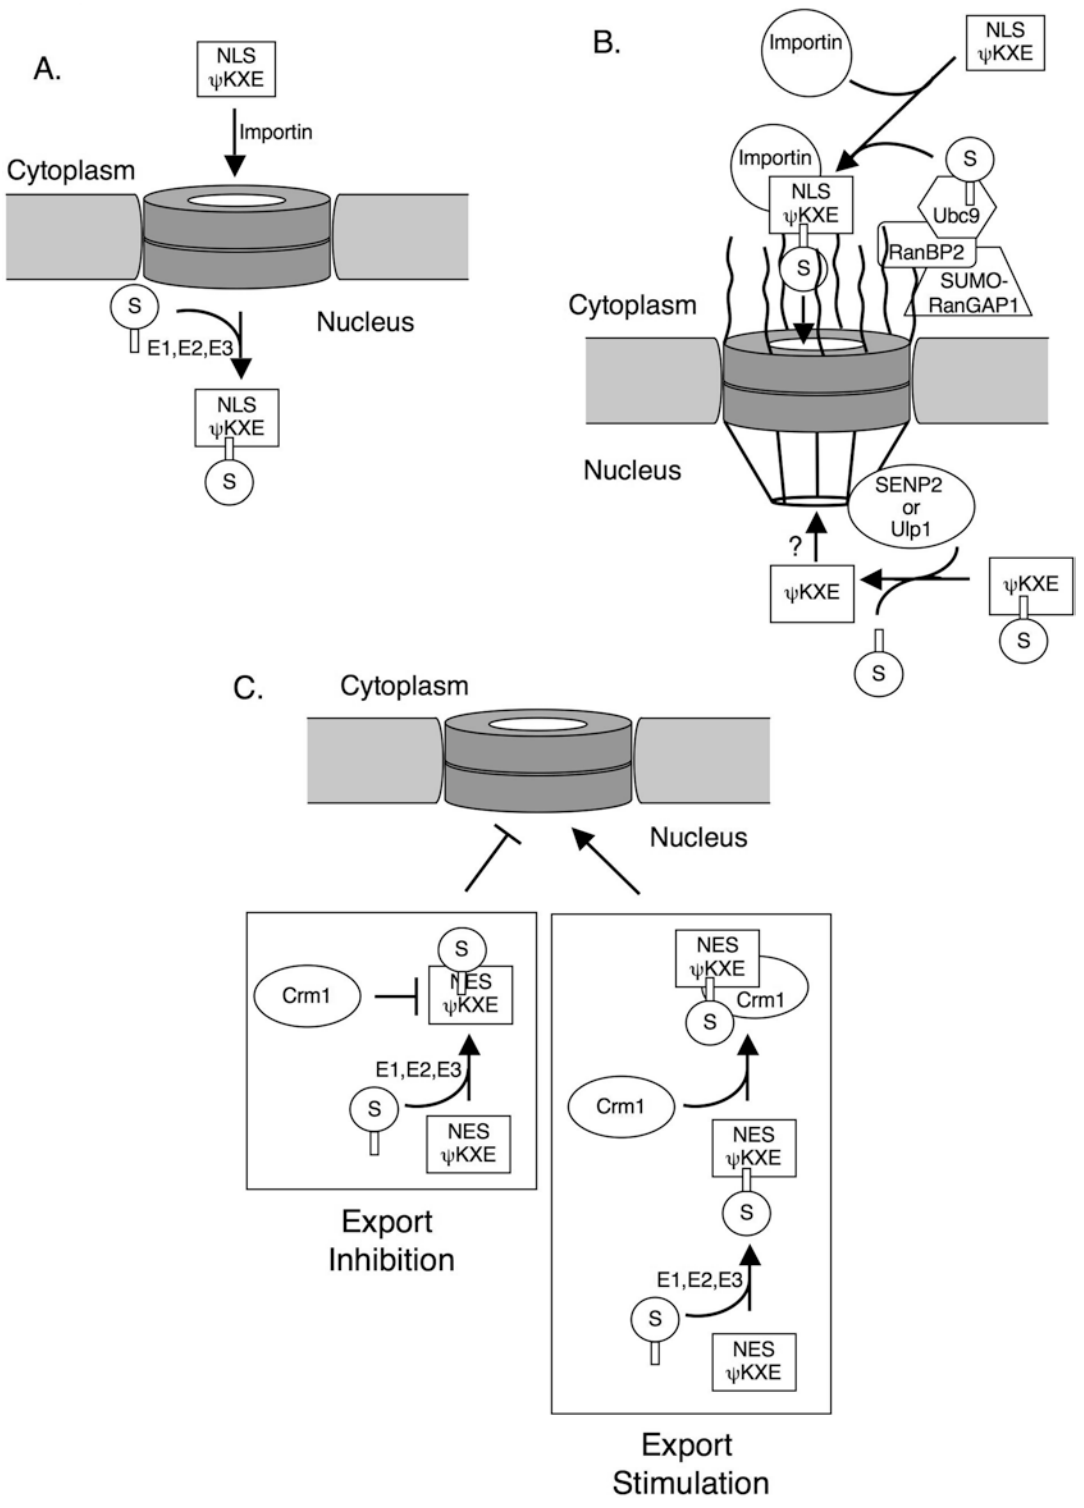 A.
NLS
ψKXE
Importin
Cytoplasm
S
E1,E2,E3
Nucleus
NLS
ψKXE
S
B.
Importin
NLS
ψKXE
Importin
NLS
ψKXE
S
S
Ubc9
RanBP2
SUMO-
RanGAP1
Cytoplasm
Nucleus
SENP2
or
Ulp1
?
ψKXE
ψKXE
S
S
C.
Cytoplasm
Nucleus
S
NES
ψKXE
Crm1
E1,E2,E3
S
NES
ψKXE
Export
Inhibition
NES
ψKXE
Crm1
S
Crm1
NES
ψKXE
S
E1,E2,E3
S
NES
ψKXE
Export
Stimulation